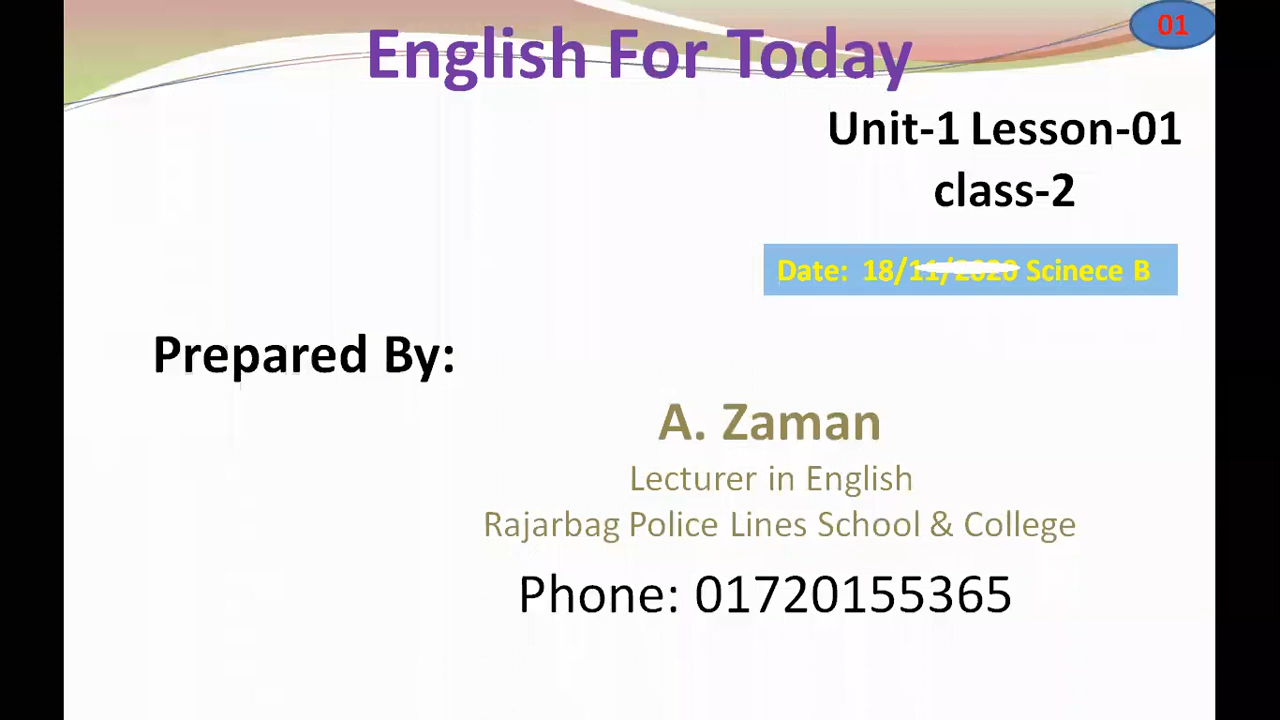 01
English For Today
Unit-1 Lesson-01
class-2
Date: 18/11/2020 Scinece B
Prepared By:
A. Zaman
Lecturer in English
Rajarbag Police Lines School & College
Phone: 01720155365